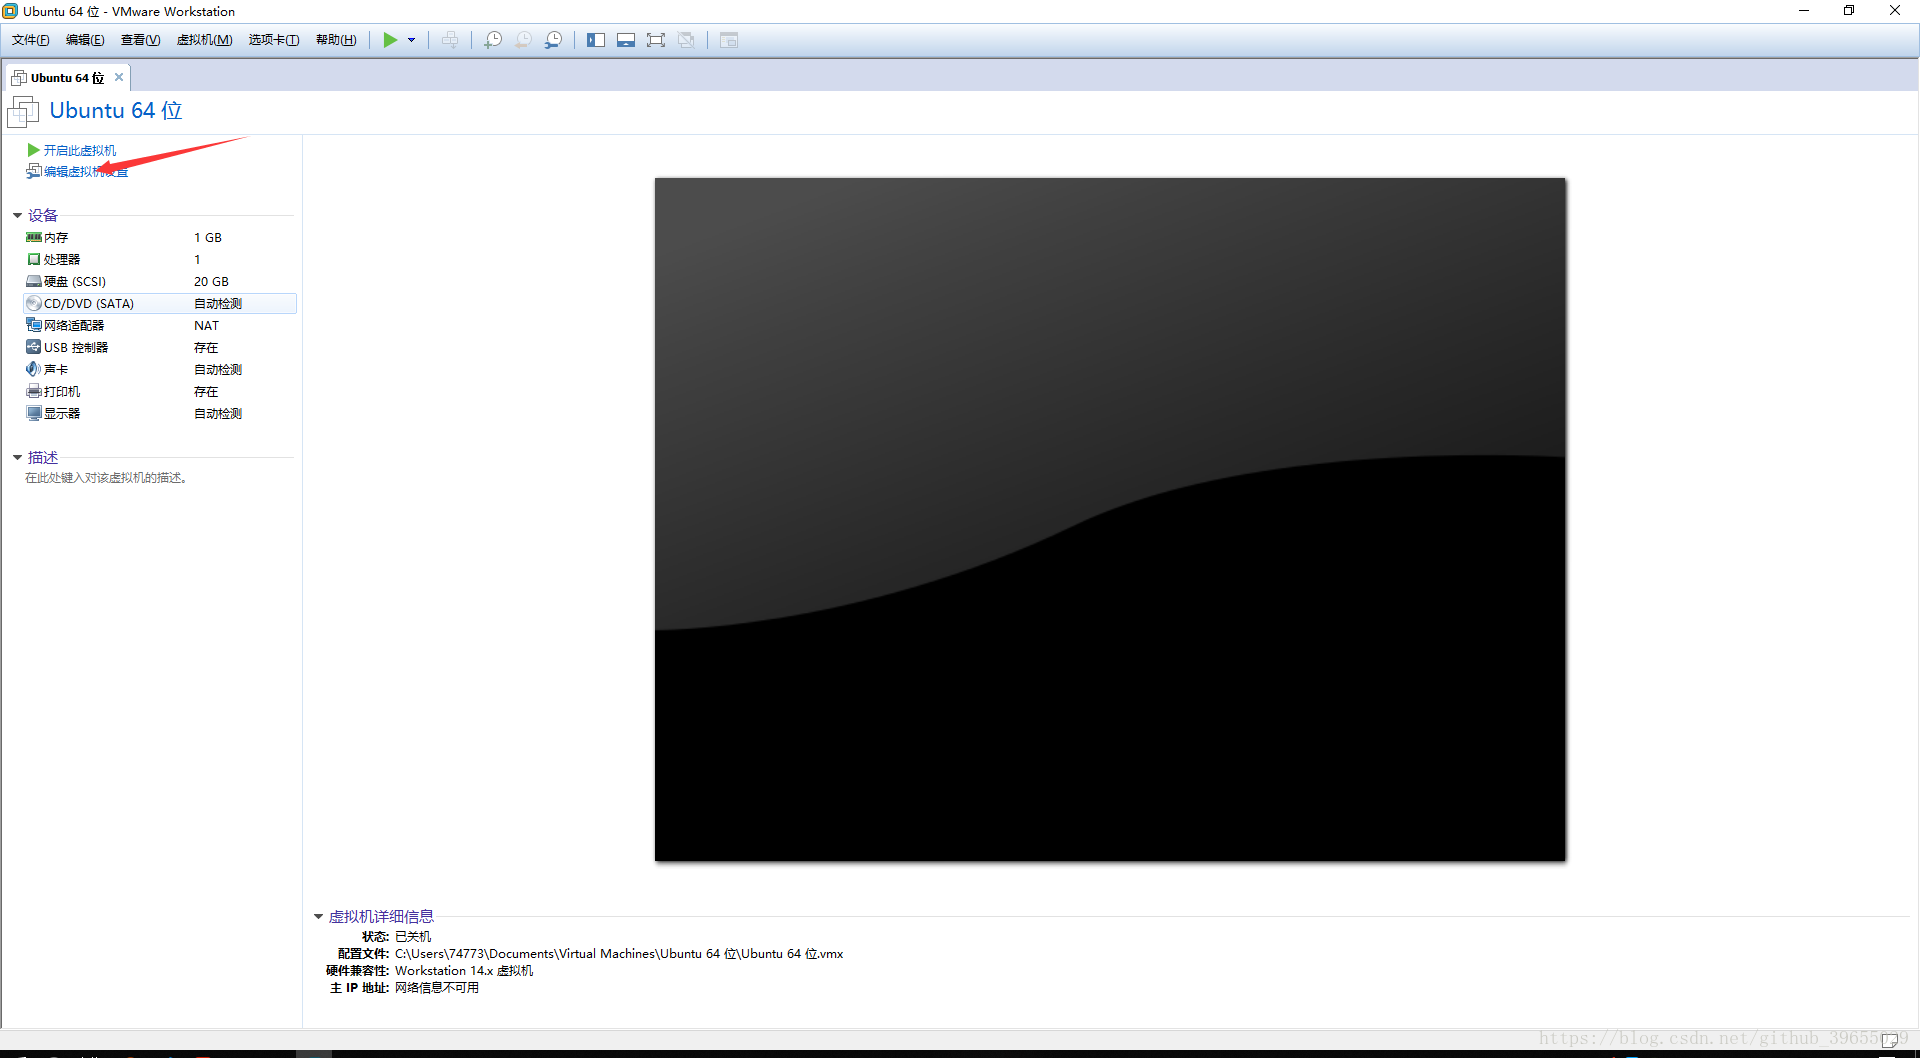 Ubuntu 64 位 - VMware Workstation
文件(F) 编辑(E) 查看(V) 虚拟机(M) 选项卡(T) 帮助(H)
Ubuntu 64 位
Ubuntu 64 位
开启此虚拟机
编辑虚拟机设置
设备
内存 1 GB
处理器 1
硬盘 (SCSI) 20 GB
CD/DVD (SATA) 自动检测
网络适配器 NAT
USB 控制器 存在
声卡 自动检测
打印机 存在
显示器 自动检测
描述
在此处键入对该虚拟机的描述。
虚拟机详细信息
状态: 已关机
配置文件: C:\Users\74773\Documents\Virtual Machines\Ubuntu 64 位\Ubuntu 64 位.vmx
硬件兼容性: Workstation 14.x 虚拟机
主 IP 地址: 网络信息不可用